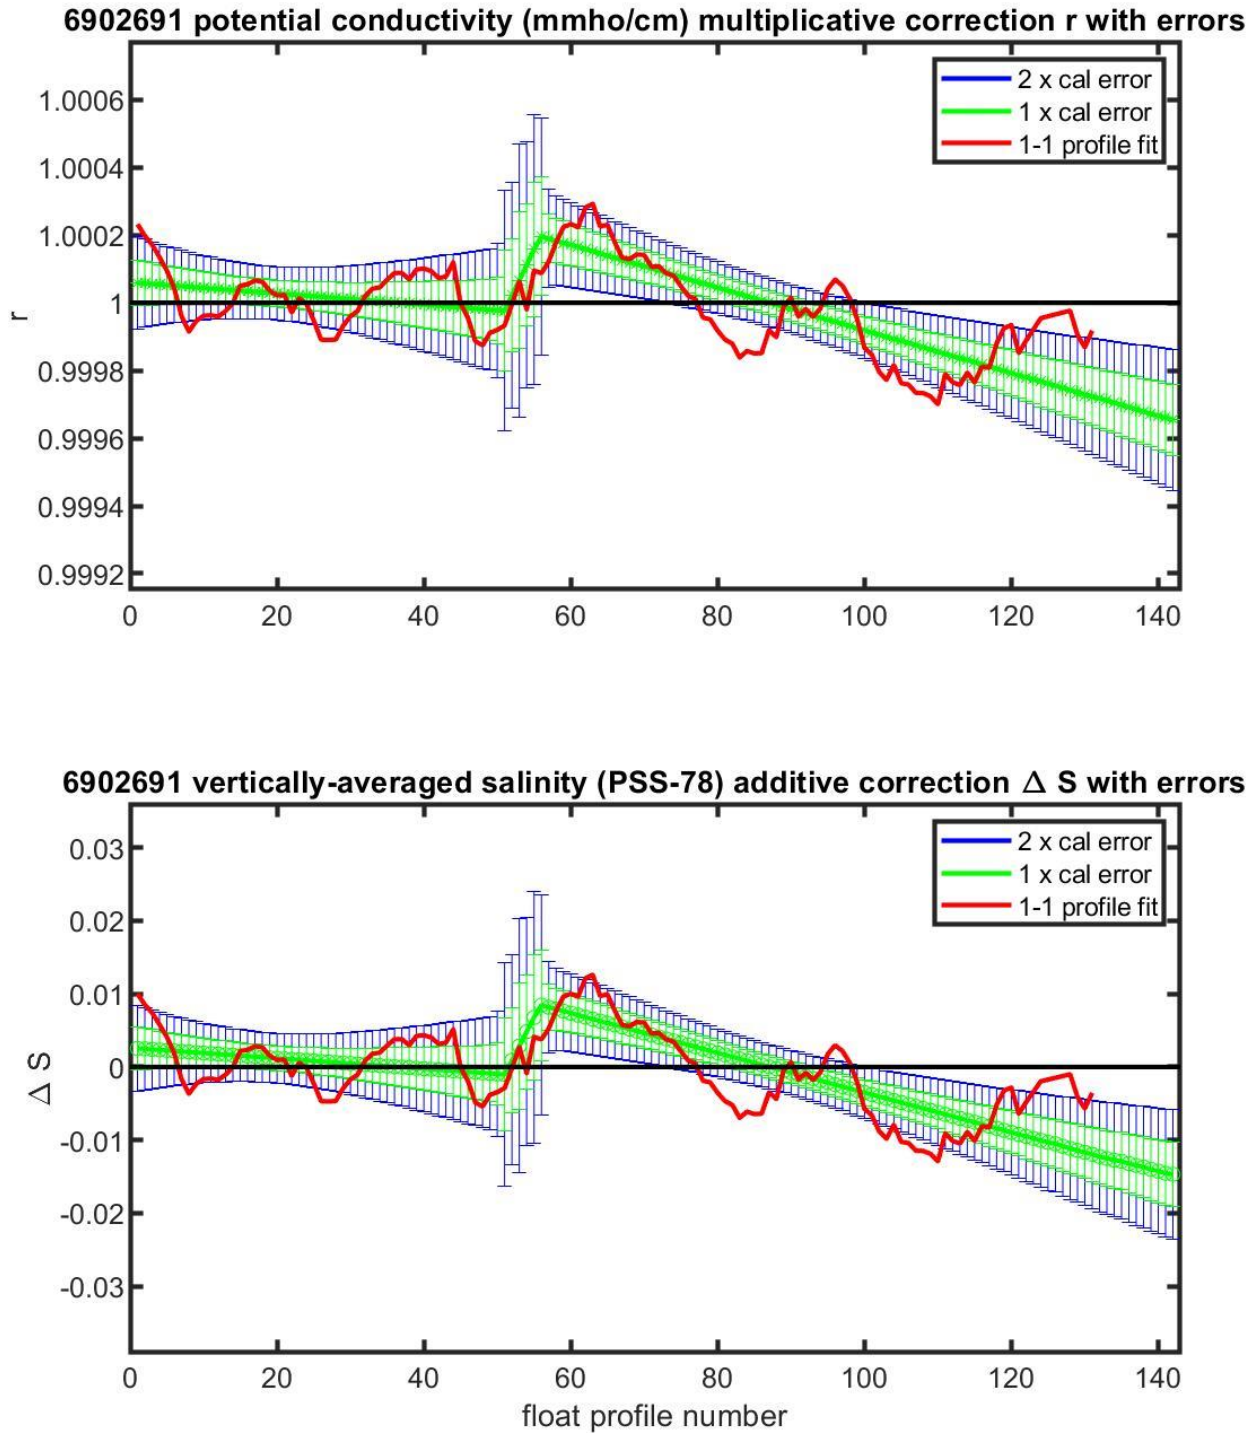 6902691 potential conductivity (mmho/cm) multiplicative correction r with errors
2 x cal error
1 x cal error
1-1 profile fit
1.0006
1.0004
1.0002
1
0.9998
0.9996
0.9994
0.9992
r
0 20 40 60 80 100 120 140
6902691 vertically-averaged salinity (PSS-78) additive correction Δ S with errors
2 x cal error
1 x cal error
1-1 profile fit
0.03
0.02
0.01
0
-0.01
-0.02
-0.03
Δ S
0 20 40 60 80 100 120 140
float profile number